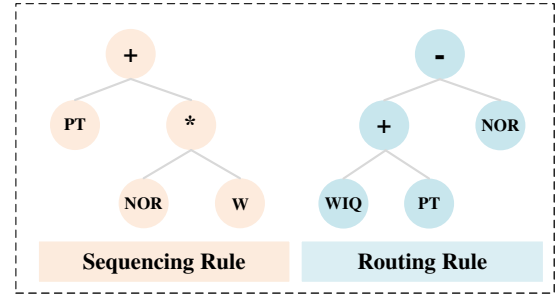 + -
PT * + NOR
NOR W WIQ PT
Sequencing Rule Routing Rule